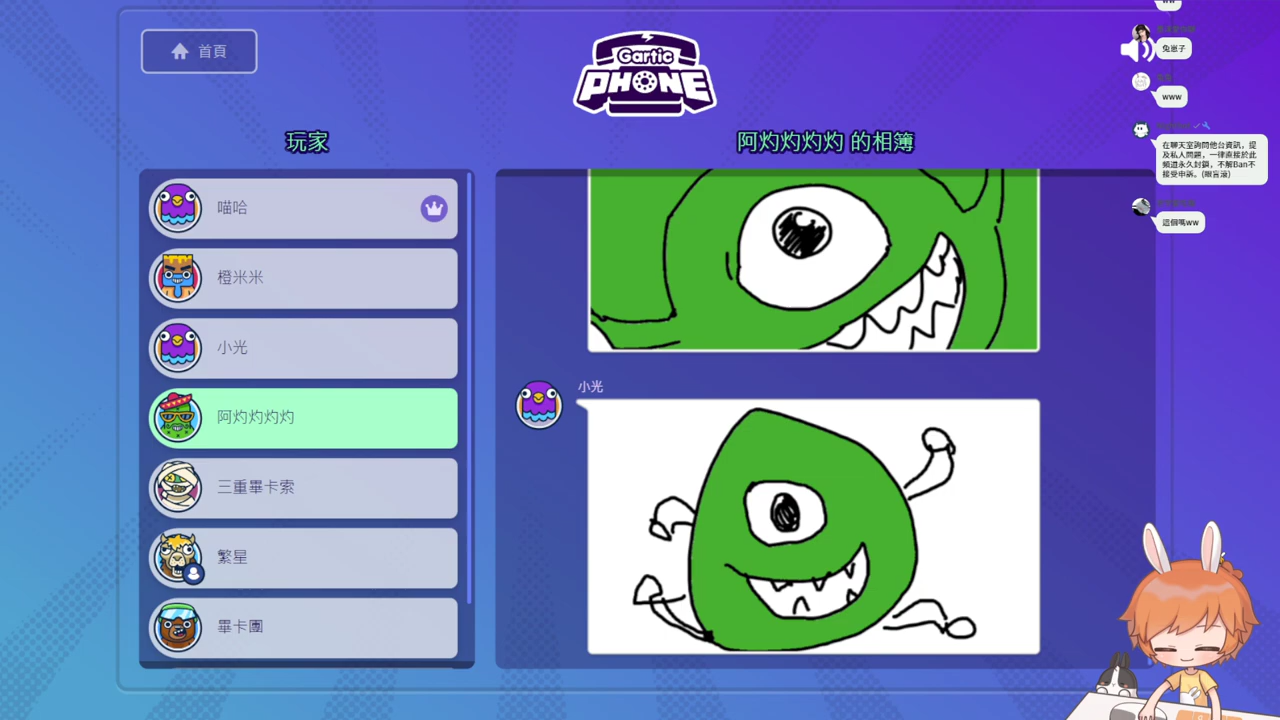 首頁
Gartic
PHONE
玩家
阿灼灼灼灼 的相簿
喵哈
橙米米
小光
阿灼灼灼灼
三重畢卡索
繁星
畢卡團
小光
ww
兔崽子
www
在聊天室詢問他台資訊，提
及私人問題，一律直接於此
頻道永久封鎖，不解Ban不
接受申訴。(眼盲滾)
這個嗎ww